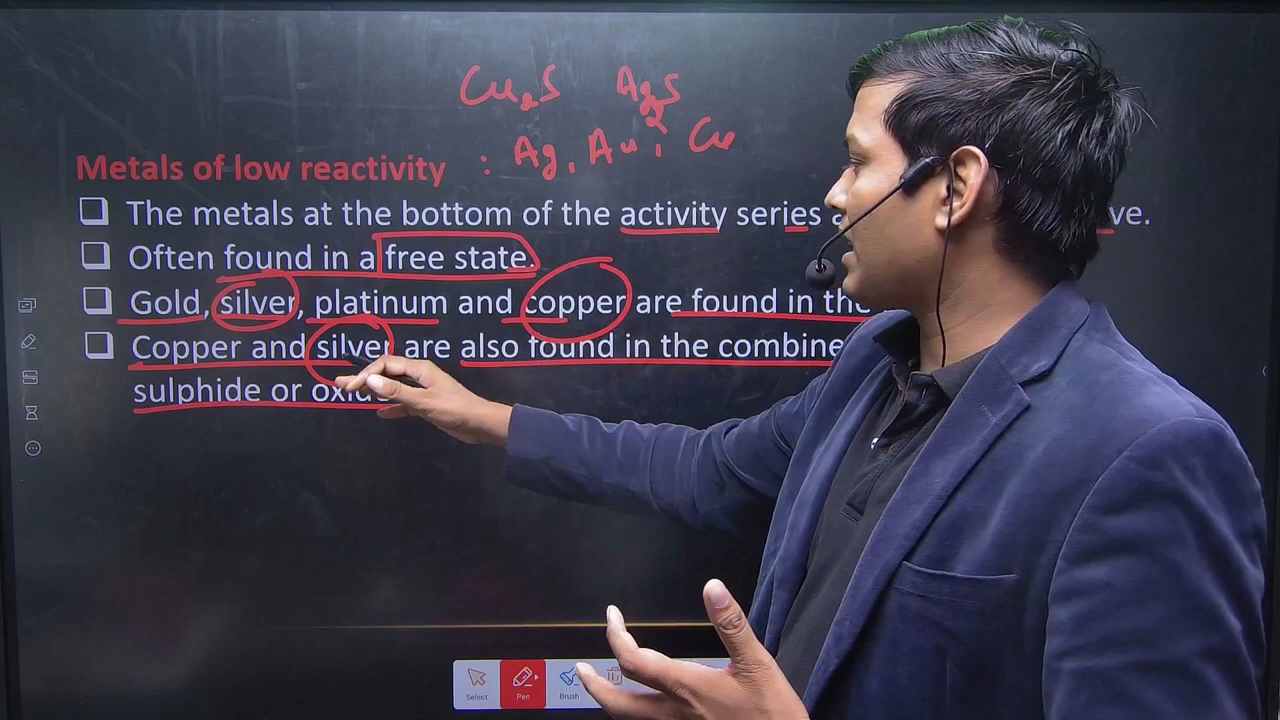 Cu₂S Ag₂S
Metals of low reactivity : Ag, Au, Cu
❑ The metals at the bottom of the activity series a ve.
❑ Often found in a free state.
❑ Gold, silver, platinum and copper are found in the
❑ Copper and silver are also found in the combine
sulphide or oxide
Select Pen Brush